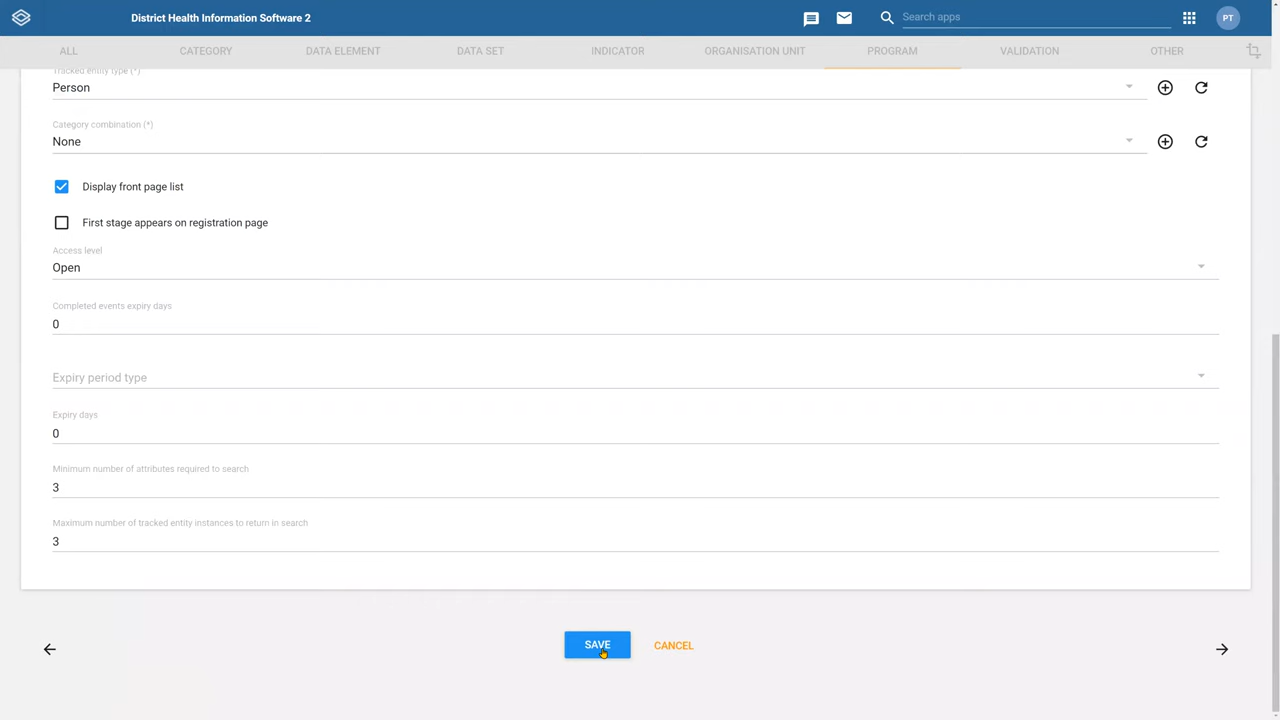 District Health Information Software 2
Search apps
PT
ALL
CATEGORY
DATA ELEMENT
DATA SET
INDICATOR
ORGANISATION UNIT
PROGRAM
VALIDATION
OTHER
Tracked entity type (*)
Person
Category combination (*)
None
Display front page list
First stage appears on registration page
Access level
Open
Completed events expiry days
0
Expiry period type
Expiry days
0
Minimum number of attributes required to search
3
Maximum number of tracked entity instances to return in search
3
SAVE
CANCEL